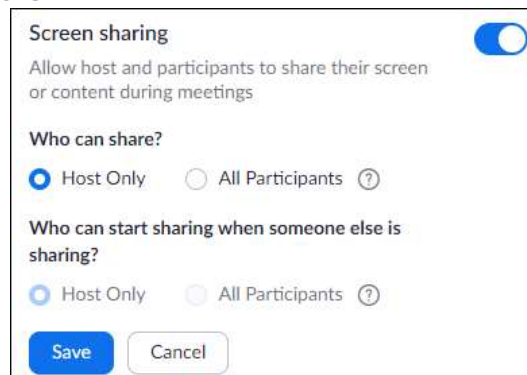 Screen sharing
Allow host and participants to share their screen
or content during meetings
Who can share?
Host Only All Participants ?
Who can start sharing when someone else is
sharing?
Host Only All Participants ?
Save Cancel